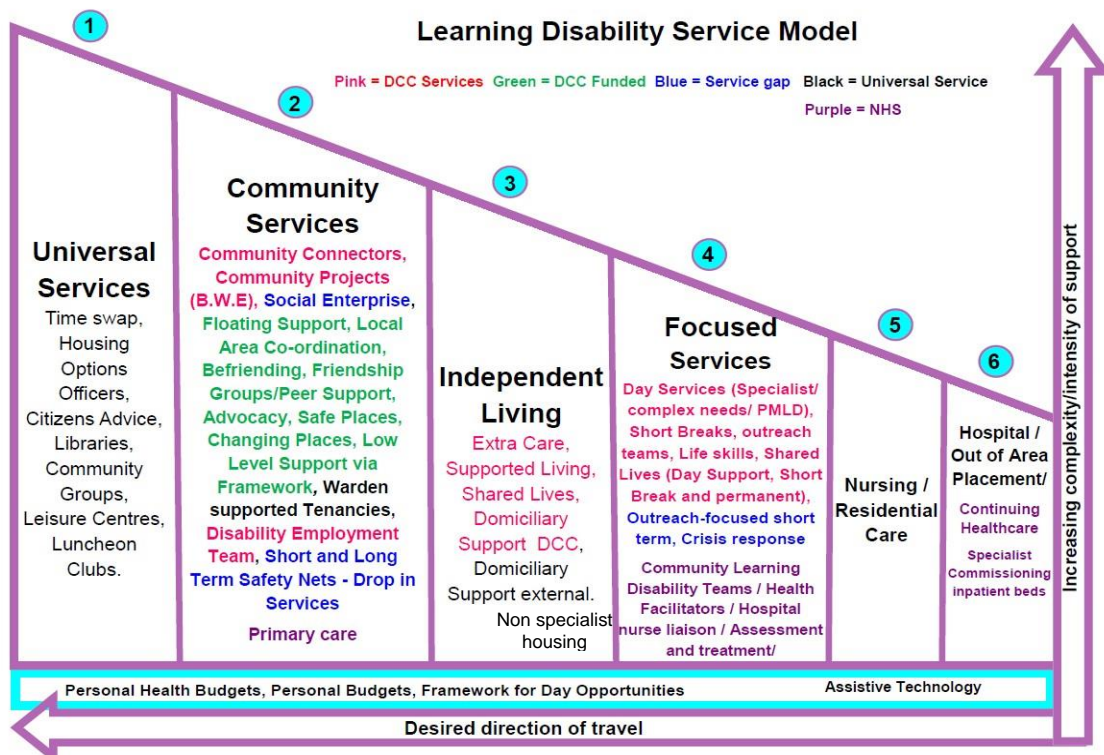 Learning Disability Service Model
Pink = DCC Services Green = DCC Funded Blue = Service gap Black = Universal Service
Purple = NHS
1
Universal
Services
Time swap,
Housing
Options
Officers,
Citizens Advice,
Libraries,
Community
Groups,
Leisure Centres,
Luncheon
Clubs.
2
Community
Services
Community Connectors,
Community Projects
(B.W.E), Social Enterprise,
Floating Support, Local
Area Co-ordination,
Befriending, Friendship
Groups/Peer Support,
Advocacy, Safe Places,
Changing Places, Low
Level Support via
Framework, Warden
supported Tenancies,
Disability Employment
Team, Short and Long
Term Safety Nets - Drop in
Services
Primary care
3
Independent
Living
Extra Care,
Supported Living,
Shared Lives,
Domiciliary
Support DCC,
Domiciliary
Support external.
Non specialist
housing
4
Focused
Services
Day Services (Specialist/
complex needs/ PMLD),
Short Breaks, outreach
teams, Life skills, Shared
Lives (Day Support, Short
Break and permanent),
Outreach-focused short
term, Crisis response
Community Learning
Disability Teams / Health
Facilitators / Hospital
nurse liaison / Assessment
and treatment/
5
Nursing /
Residential
Care
6
Hospital /
Out of Area
Placement/
Continuing
Healthcare
Specialist
Commissioning
inpatient beds
Increasing complexity/intensity of support
Personal Health Budgets, Personal Budgets, Framework for Day Opportunities
Assistive Technology
Desired direction of travel